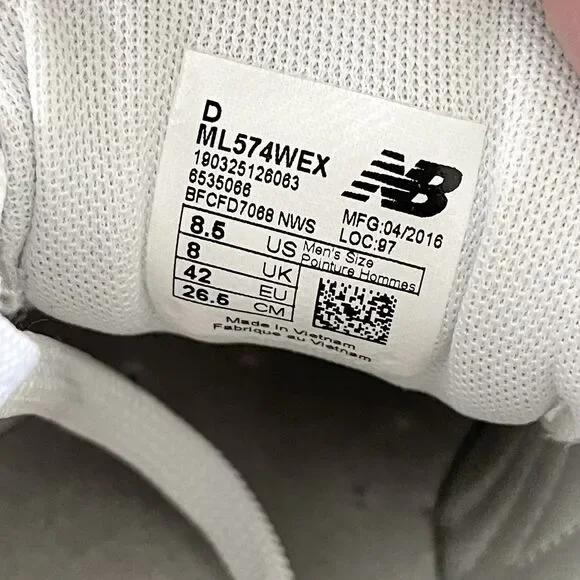 D
ML574WEX
190325126063
6535066
BFCFD7068 NWS
NB
MFG:04/2016
LOC:97
8.5 US Men's Size
8 UK Pointure Hommes
42 EU
26.5 CM
Made in Vietnam
Fabrique au Vietnam